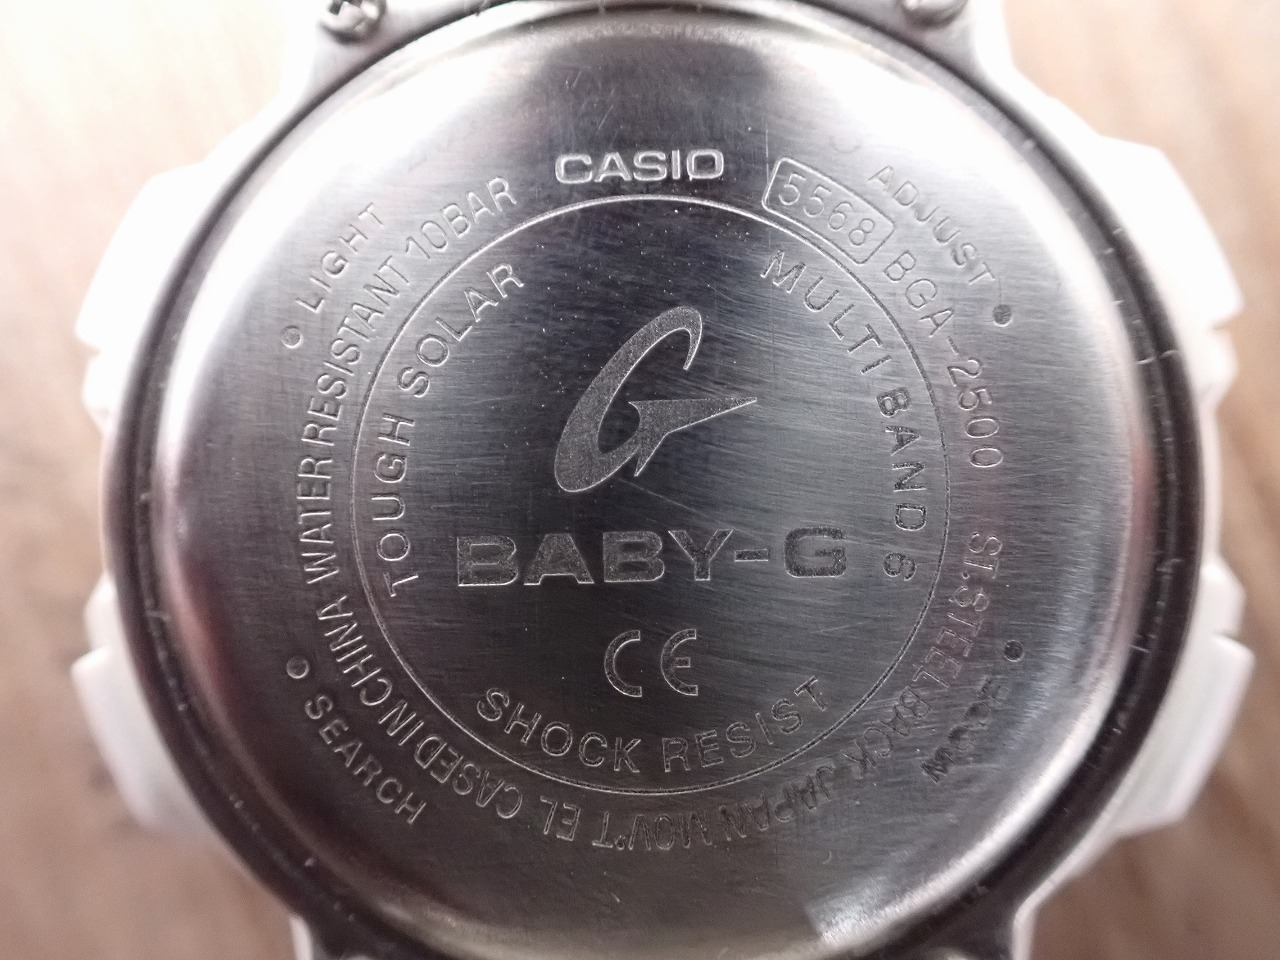 CASIO
5568 BGA-2500 ST.STEEL BACK JAPAN MOV'T EL CASED IN CHINA WATER RESISTANT 10BAR
ADJUST
MODE
SEARCH
LIGHT
TOUGH SOLAR
MULTI BAND 6
G
BABY-G
CE
SHOCK RESIST